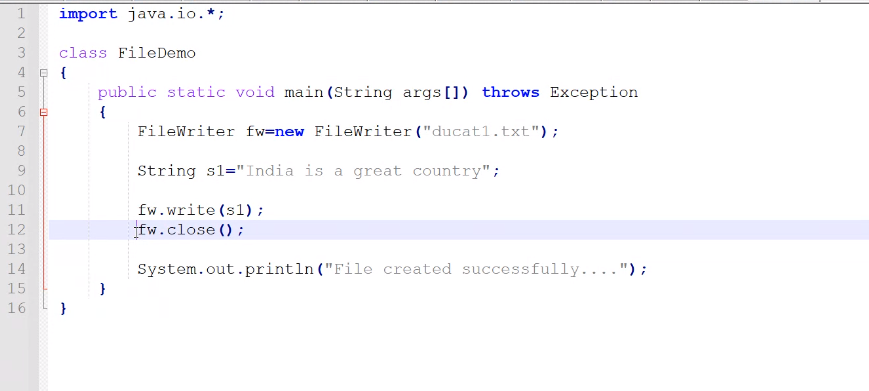 1 import java.io.*;
2
3 class FileDemo
4 {
5 public static void main(String args[]) throws Exception
6 {
7 FileWriter fw=new FileWriter("ducat1.txt");
8
9 String s1="India is a great country";
10
11 fw.write(s1);
12 fw.close();
13
14 System.out.println("File created successfully....");
15 }
16 }